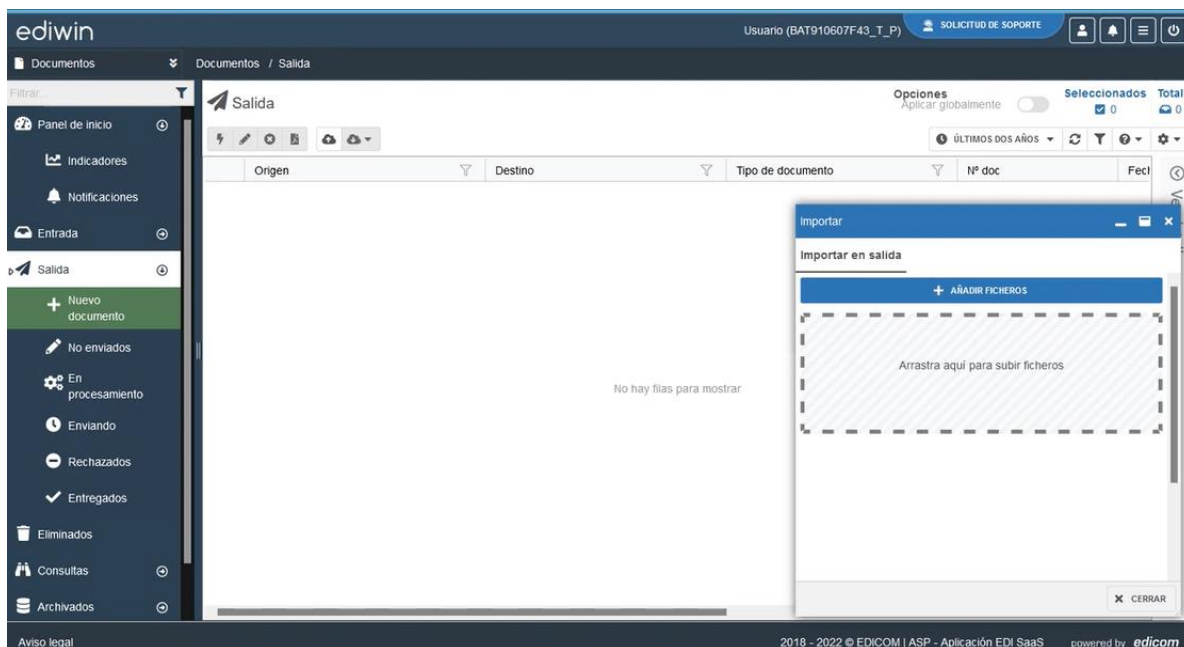 ediwin
Usuario (BAT910607F43_T_P)
SOLICITUD DE SOPORTE
Documentos
Documentos / Salida
Filtrar...
Salida
Opciones
Aplicar globalmente
Seleccionados
0
Total
0
Panel de inicio
Indicadores
Notificaciones
Entrada
Salida
Nuevo
documento
No enviados
En
procesamiento
Enviando
Rechazados
Entregados
Eliminados
Consultas
Archivados
ÚLTIMOS DOS AÑOS
Origen
Destino
Tipo de documento
Nº doc
No hay filas para mostrar
Importar
Importar en salida
AÑADIR FICHEROS
Arrastra aquí para subir ficheros
CERRAR
Aviso legal
2018 - 2022 © EDICOM | ASP - Aplicación EDI SaaS
powered by edicom